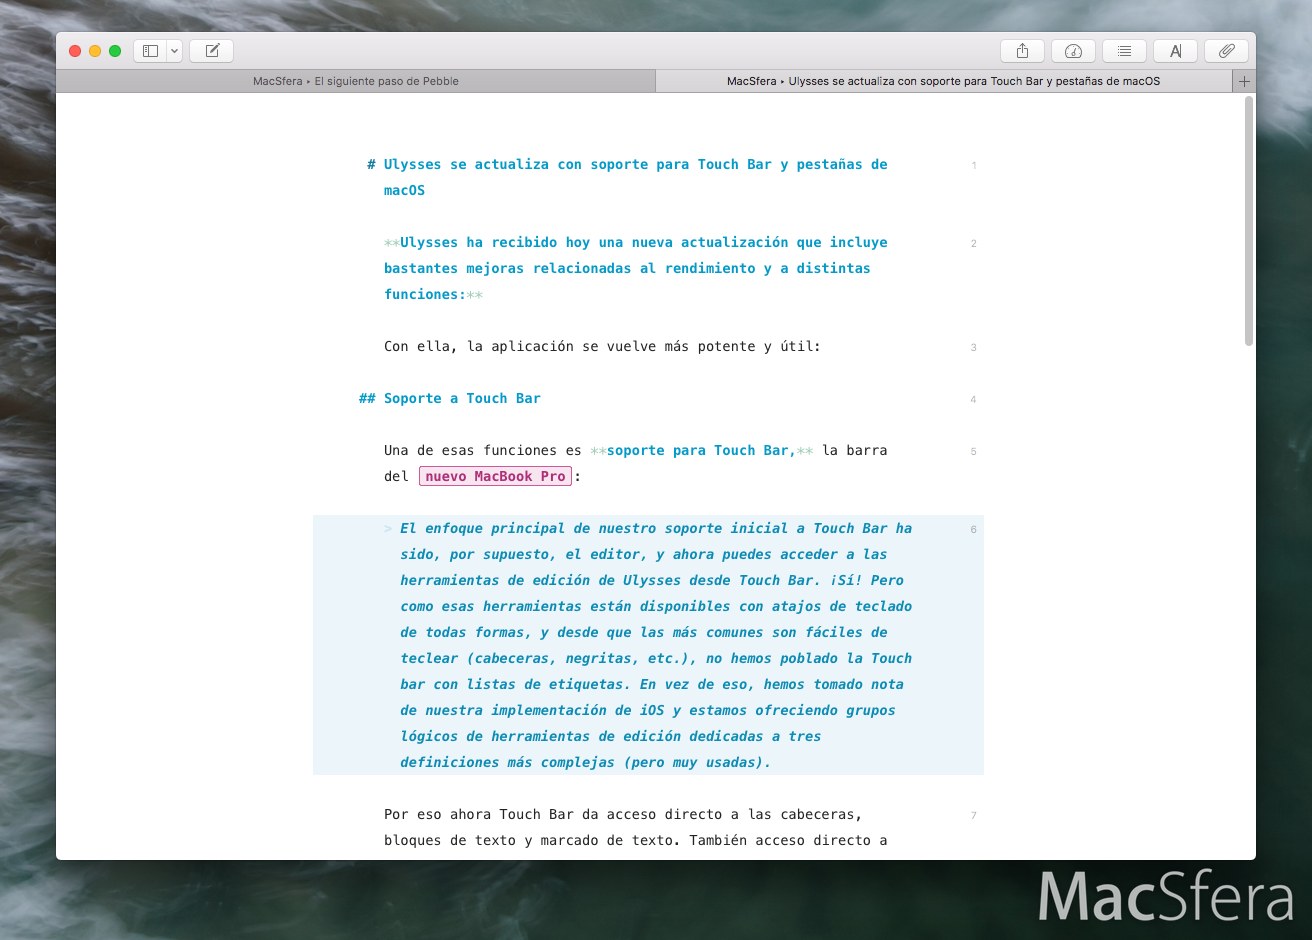 MacSfera ▸ El siguiente paso de Pebble
MacSfera ▸ Ulysses se actualiza con soporte para Touch Bar y pestañas de macOS
# Ulysses se actualiza con soporte para Touch Bar y pestañas de 1
macOS
**Ulysses ha recibido hoy una nueva actualización que incluye 2
bastantes mejoras relacionadas al rendimiento y a distintas
funciones:**
Con ella, la aplicación se vuelve más potente y útil: 3
## Soporte a Touch Bar 4
Una de esas funciones es **soporte para Touch Bar,** la barra 5
del nuevo MacBook Pro:
> El enfoque principal de nuestro soporte inicial a Touch Bar ha 6
sido, por supuesto, el editor, y ahora puedes acceder a las
herramientas de edición de Ulysses desde Touch Bar. ¡Sí! Pero
como esas herramientas están disponibles con atajos de teclado
de todas formas, y desde que las más comunes son fáciles de
teclear (cabeceras, negritas, etc.), no hemos poblado la Touch
bar con listas de etiquetas. En vez de eso, hemos tomado nota
de nuestra implementación de iOS y estamos ofreciendo grupos
lógicos de herramientas de edición dedicadas a tres
definiciones más complejas (pero muy usadas).
Por eso ahora Touch Bar da acceso directo a las cabeceras, 7
bloques de texto y marcado de texto. También acceso directo a
MacSfera